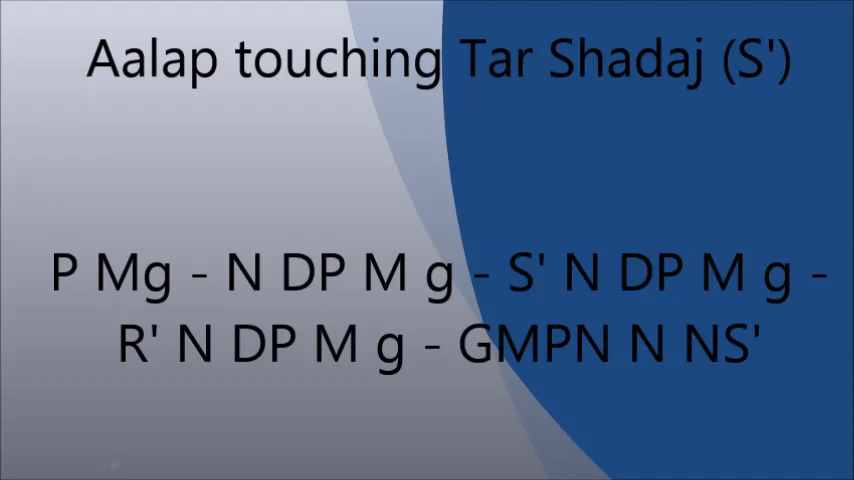 Aalap touching Tar Shadaj (S')
P Mg - N DP M g - S' N DP M g -
R' N DP M g - GMPN N NS'